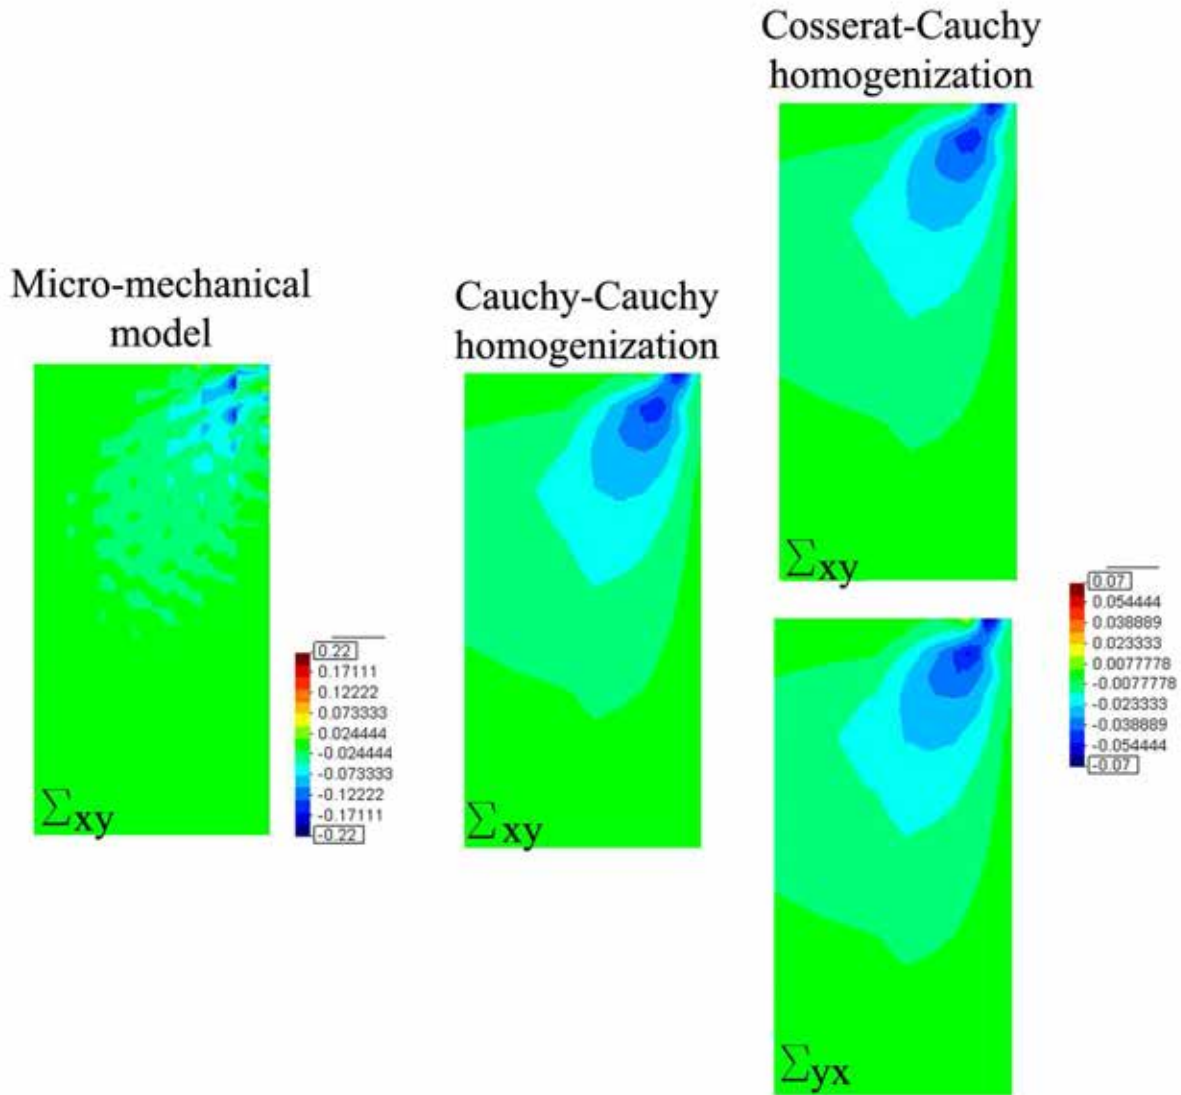 Cosserat-Cauchy
homogenization
Micro-mechanical
model
Cauchy-Cauchy
homogenization
Σxy
0.22
0.17111
0.12222
0.073333
0.024444
-0.024444
-0.073333
-0.12222
-0.17111
-0.22
Σxy
Σxy
0.07
0.054444
0.038889
0.023333
0.0077778
-0.0077778
-0.023333
-0.038889
-0.054444
-0.07
Σyx